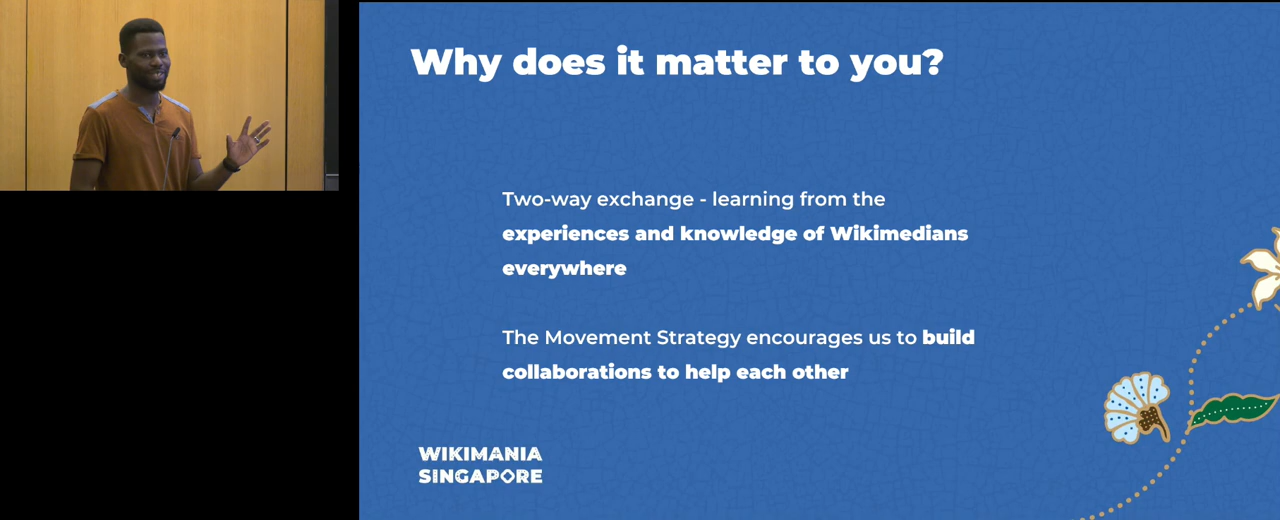 Why does it matter to you?
Two-way exchange - learning from the
experiences and knowledge of Wikimedians
everywhere
The Movement Strategy encourages us to build
collaborations to help each other
WIKIMANIA
SINGAPORE